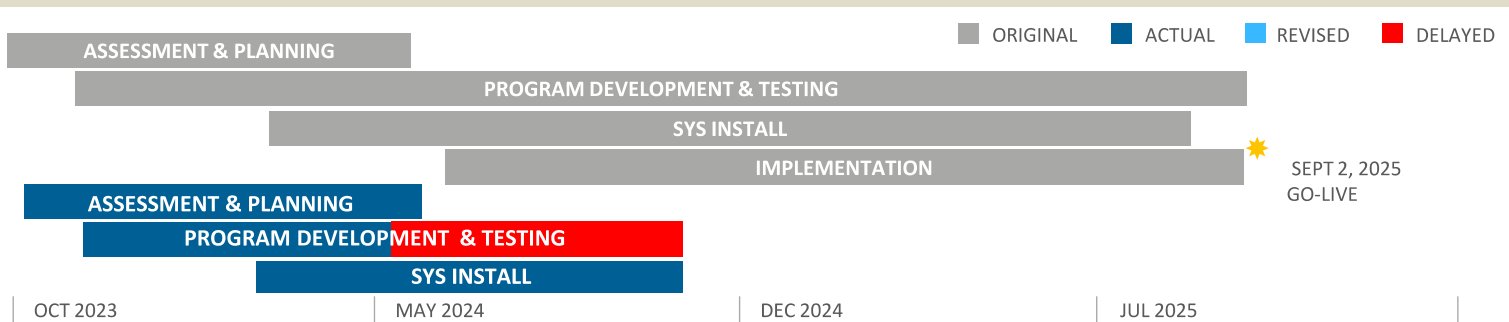 ORIGINAL ACTUAL REVISED DELAYED
ASSESSMENT & PLANNING
PROGRAM DEVELOPMENT & TESTING
SYS INSTALL
IMPLEMENTATION
SEPT 2, 2025
GO-LIVE
ASSESSMENT & PLANNING
PROGRAM DEVELOPMENT & TESTING
SYS INSTALL
OCT 2023 MAY 2024 DEC 2024 JUL 2025